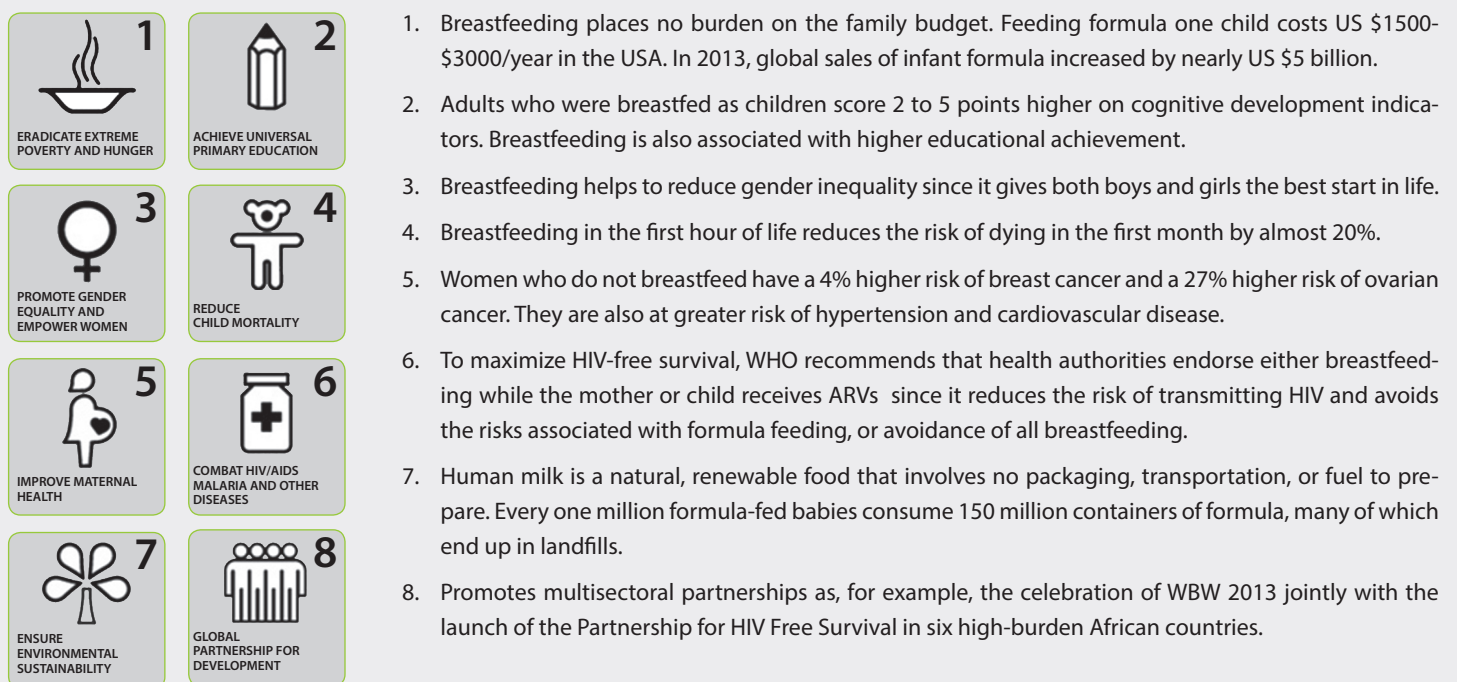 1
ERADICATE EXTREME
POVERTY AND HUNGER
2
ACHIEVE UNIVERSAL
PRIMARY EDUCATION
3
PROMOTE GENDER
EQUALITY AND
EMPOWER WOMEN
4
REDUCE
CHILD MORTALITY
5
IMPROVE MATERNAL
HEALTH
6
COMBAT HIV/AIDS
MALARIA AND OTHER
DISEASES
7
ENSURE
ENVIRONMENTAL
SUSTAINABILITY
8
GLOBAL
PARTNERSHIP FOR
DEVELOPMENT
1. Breastfeeding places no burden on the family budget. Feeding formula one child costs US $1500-
$3000/year in the USA. In 2013, global sales of infant formula increased by nearly US $5 billion.
2. Adults who were breastfed as children score 2 to 5 points higher on cognitive development indica-
tors. Breastfeeding is also associated with higher educational achievement.
3. Breastfeeding helps to reduce gender inequality since it gives both boys and girls the best start in life.
4. Breastfeeding in the first hour of life reduces the risk of dying in the first month by almost 20%.
5. Women who do not breastfeed have a 4% higher risk of breast cancer and a 27% higher risk of ovarian
cancer. They are also at greater risk of hypertension and cardiovascular disease.
6. To maximize HIV-free survival, WHO recommends that health authorities endorse either breastfeed-
ing while the mother or child receives ARVs since it reduces the risk of transmitting HIV and avoids
the risks associated with formula feeding, or avoidance of all breastfeeding.
7. Human milk is a natural, renewable food that involves no packaging, transportation, or fuel to pre-
pare. Every one million formula-fed babies consume 150 million containers of formula, many of which
end up in landfills.
8. Promotes multisectoral partnerships as, for example, the celebration of WBW 2013 jointly with the
launch of the Partnership for HIV Free Survival in six high-burden African countries.